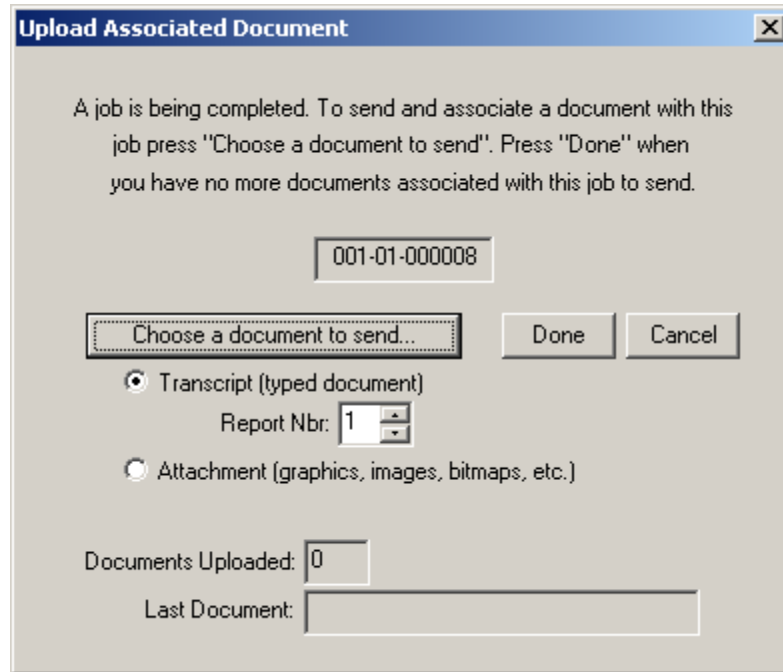 Upload Associated Document
A job is being completed. To send and associate a document with this
job press "Choose a document to send". Press "Done" when
you have no more documents associated with this job to send.
001-01-000008
Choose a document to send... Done Cancel
Transcript (typed document)
Report Nbr: 1
Attachment (graphics, images, bitmaps, etc.)
Documents Uploaded: 0
Last Document: